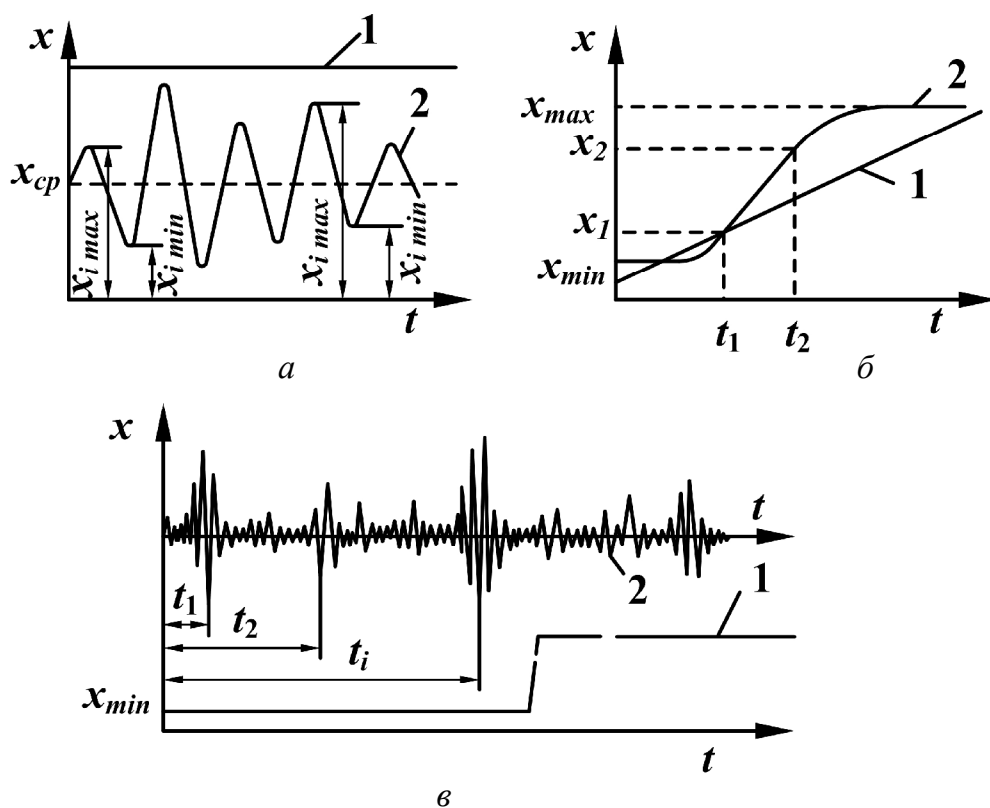 x
1
2
x_ср
x_i max
x_i min
x_i max
x_i min
t
а
x
2
x_max
x_2
1
x_1
x_min
t_1
t_2
t
б
x
t
t_1
2
1
t_2
t_i
x_min
t
в